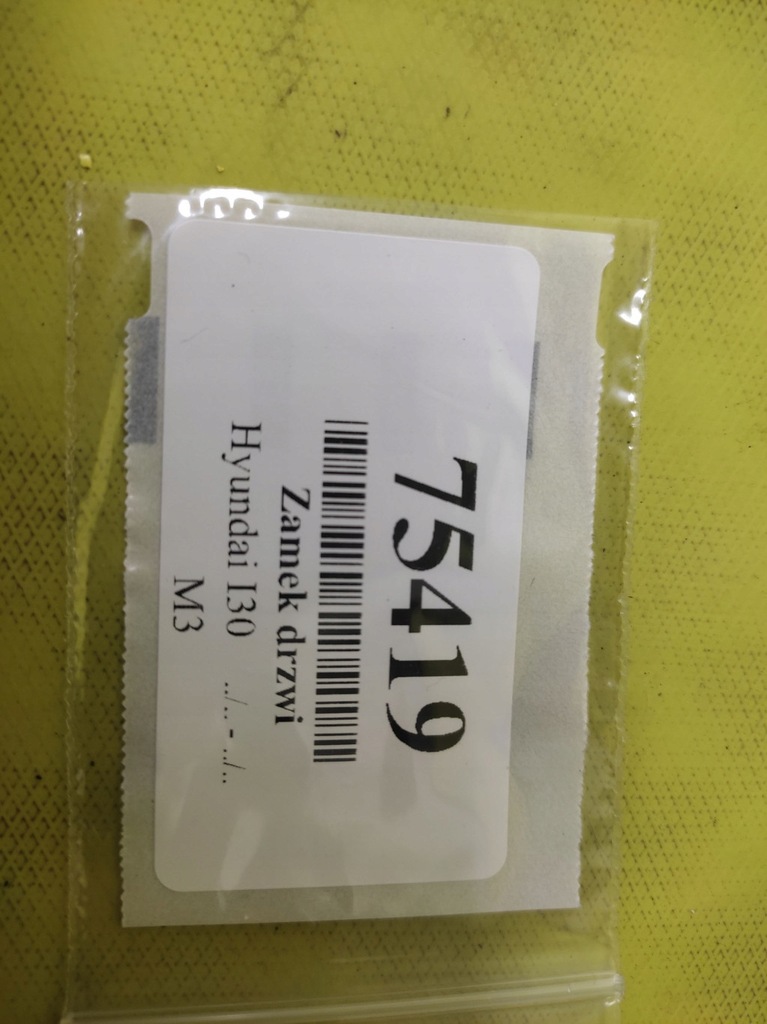 75419
Zamek drzwi
Hyundai I30 ../.. - ../..
M3